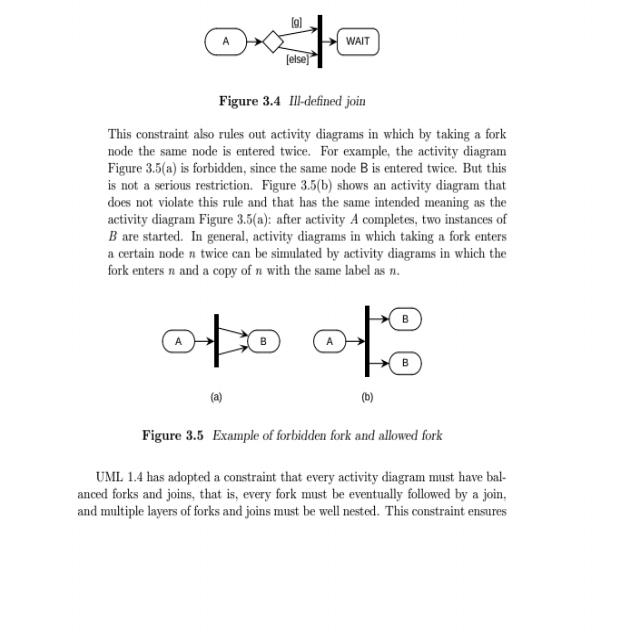 [g]
A
WAIT
[else]
Figure 3.4 Ill-defined join
This constraint also rules out activity diagrams in which by taking a fork
node the same node is entered twice. For example, the activity diagram
Figure 3.5(a) is forbidden, since the same node B is entered twice. But this
is not a serious restriction. Figure 3.5(b) shows an activity diagram that
does not violate this rule and that has the same intended meaning as the
activity diagram Figure 3.5(a): after activity A completes, two instances of
B are started. In general, activity diagrams in which taking a fork enters
a certain node n twice can be simulated by activity diagrams in which the
fork enters n and a copy of n with the same label as n.
B
A
B
A
B
(a)
(b)
Figure 3.5 Example of forbidden fork and allowed fork
UML 1.4 has adopted a constraint that every activity diagram must have bal-
anced forks and joins, that is, every fork must be eventually followed by a join,
and multiple layers of forks and joins must be well nested. This constraint ensures